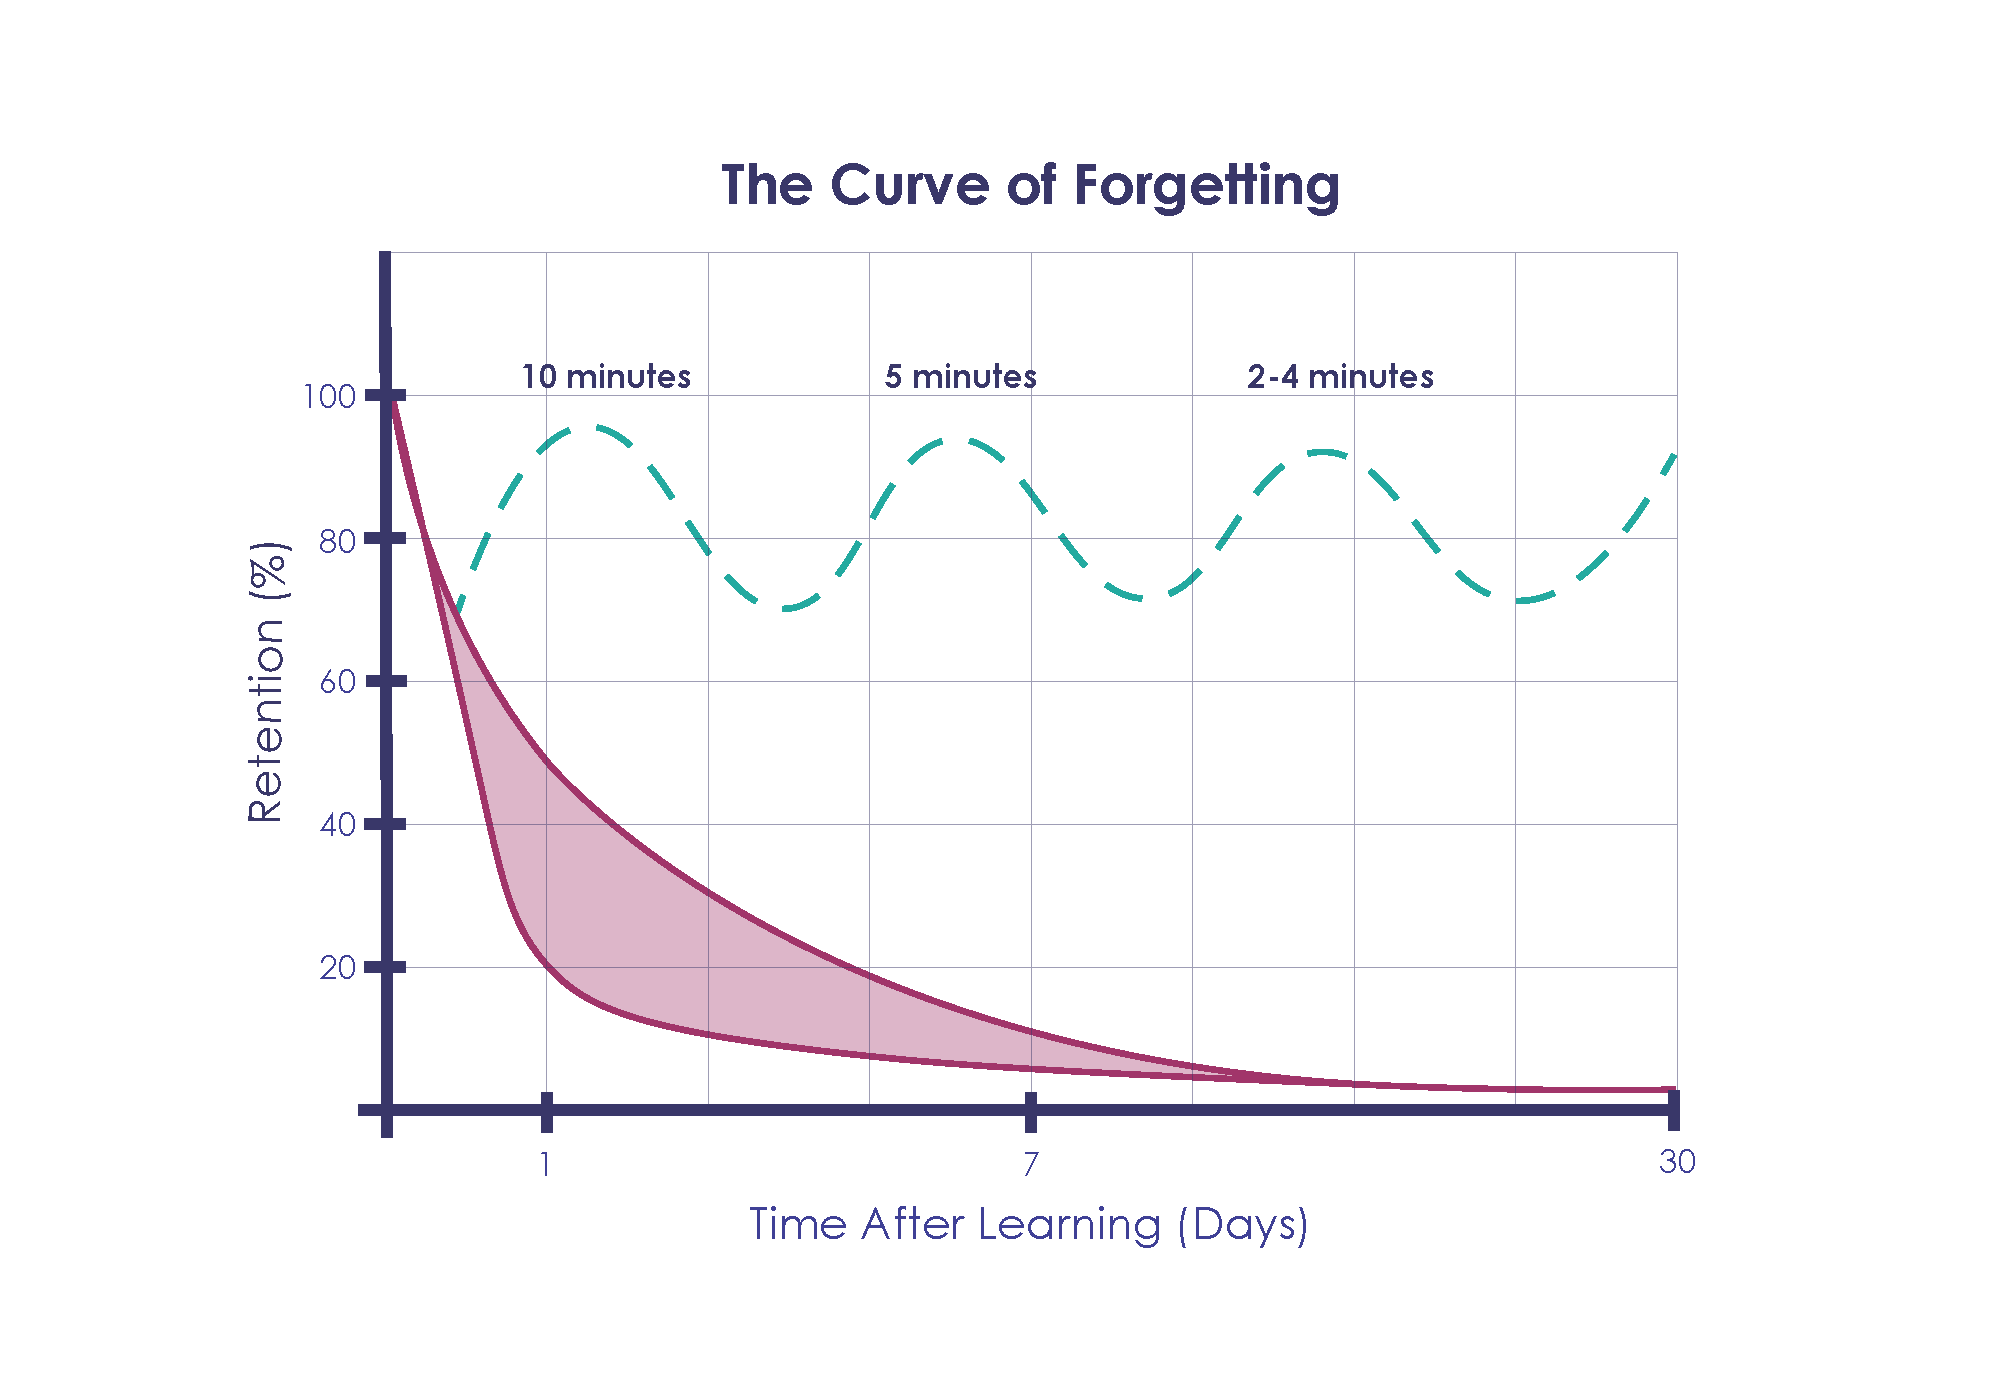 The Curve of Forgetting
10 minutes
5 minutes
2-4 minutes
100
80
60
40
20
Retention (%)
1
7
30
Time After Learning (Days)